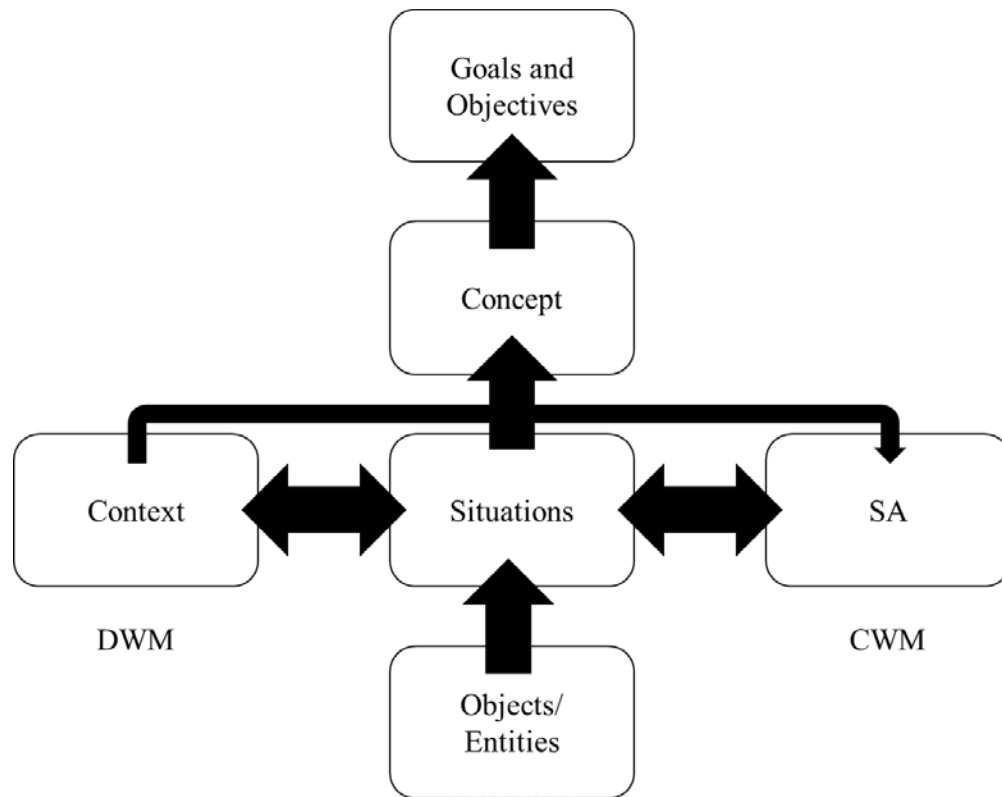 Goals and
Objectives
Concept
Context
Situations
SA
DWM
CWM
Objects/
Entities